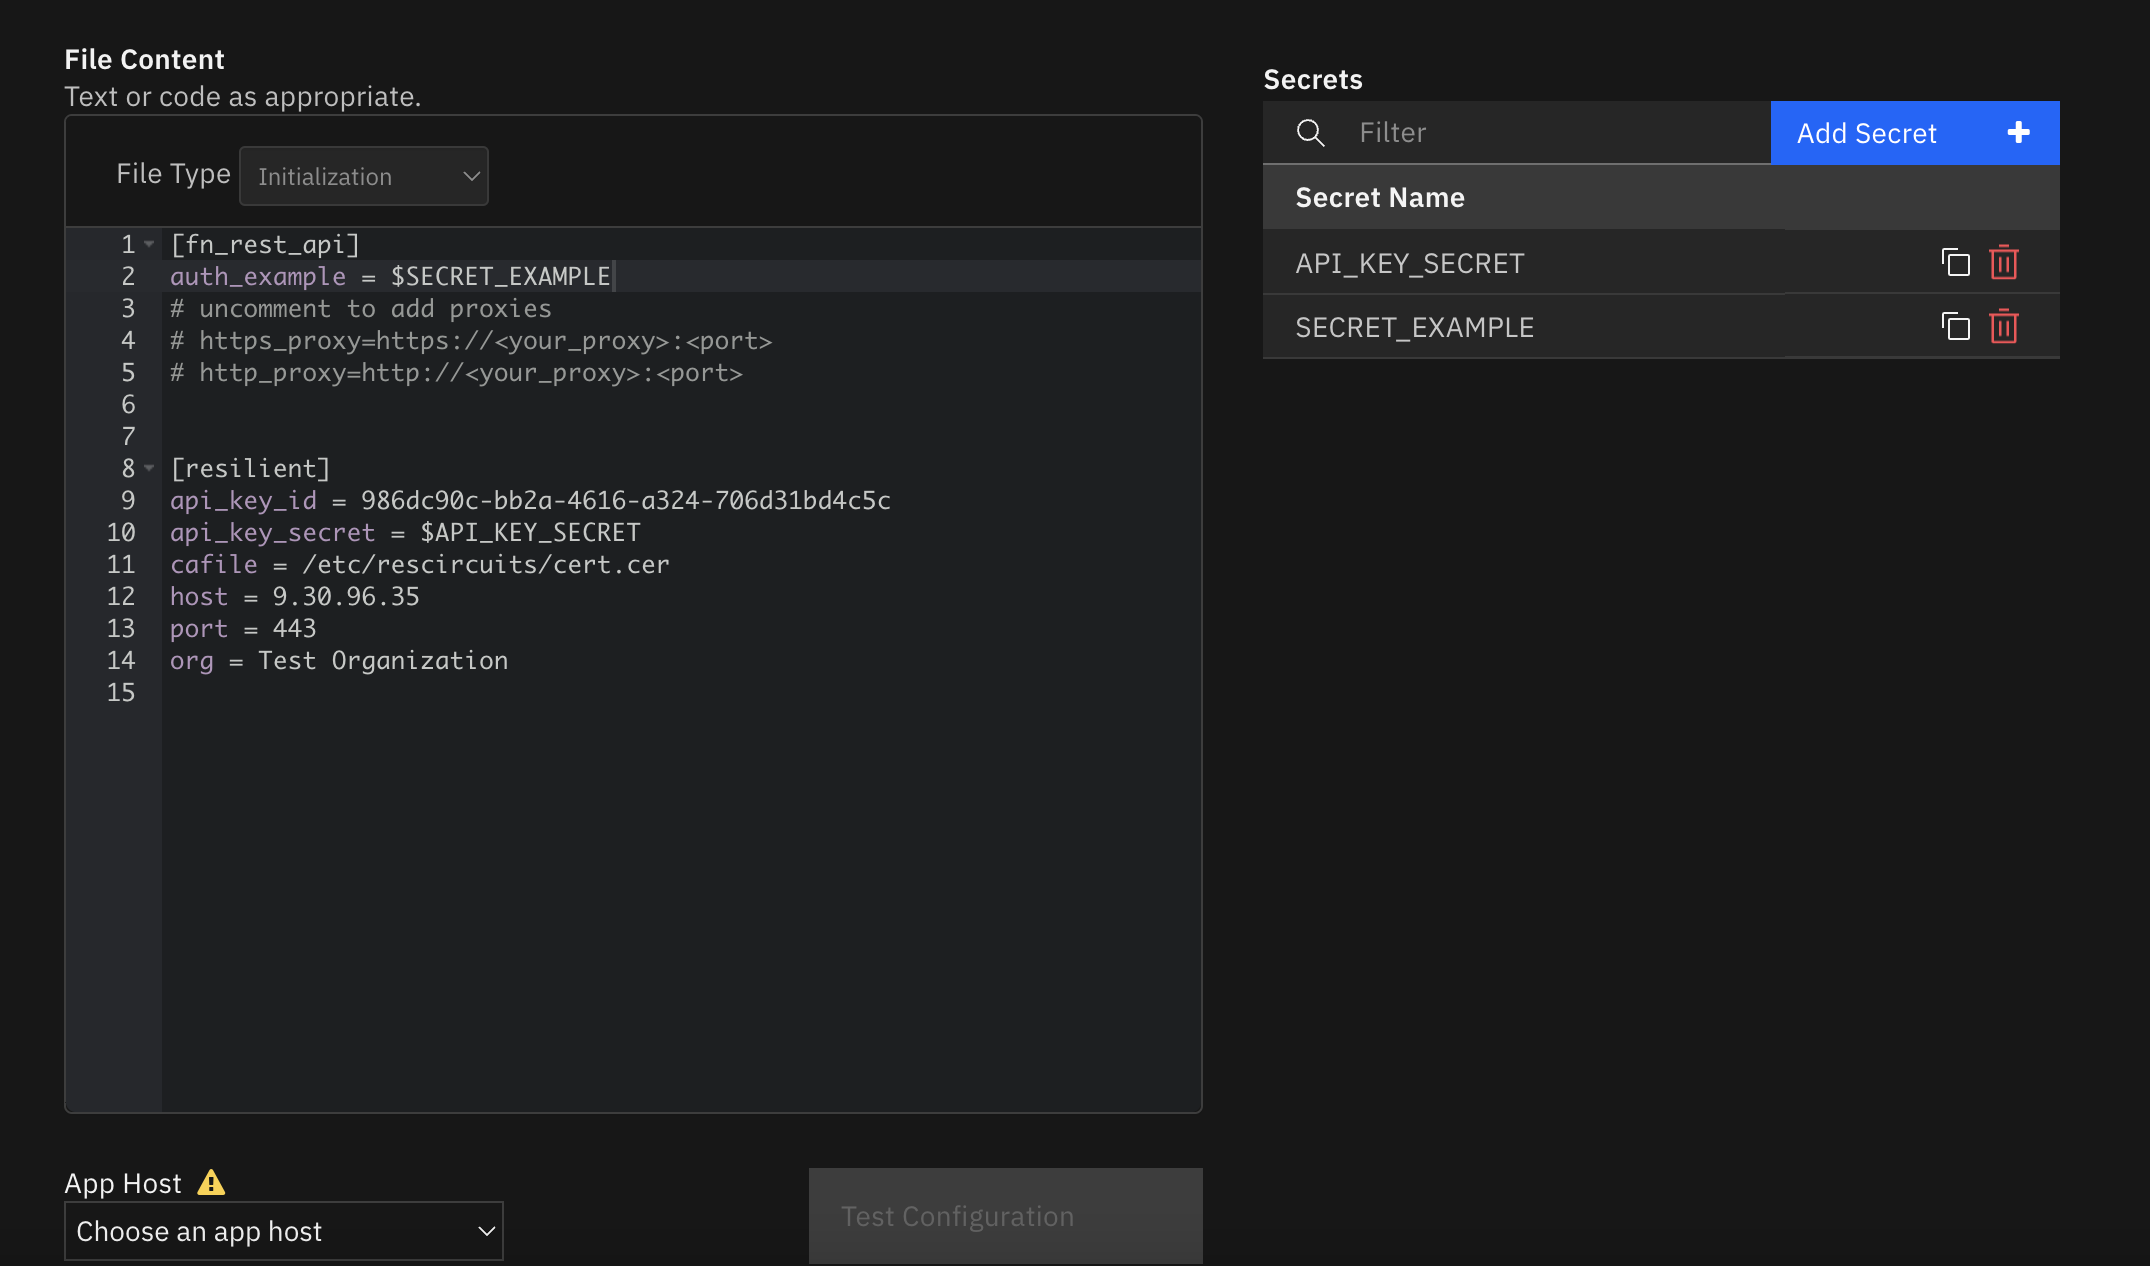 File Content
Text or code as appropriate.
File Type Initialization
1 [fn_rest_api]
2 auth_example = $SECRET_EXAMPLE
3 # uncomment to add proxies
4 # https_proxy=https://<your_proxy>:<port>
5 # http_proxy=http://<your_proxy>:<port>
6
7
8 [resilient]
9 api_key_id = 986dc90c-bb2a-4616-a324-706d31bd4c5c
10 api_key_secret = $API_KEY_SECRET
11 cafile = /etc/rescircuits/cert.cer
12 host = 9.30.96.35
13 port = 443
14 org = Test Organization
15
App Host
Choose an app host
Test Configuration
Secrets
Filter
Add Secret
Secret Name
API_KEY_SECRET
SECRET_EXAMPLE